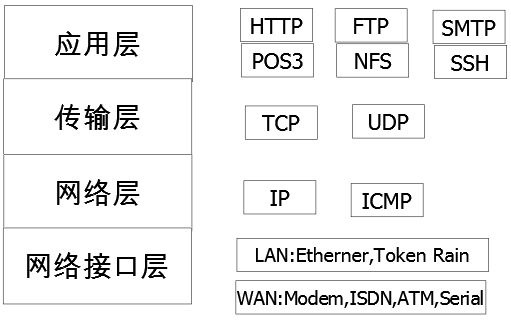 应用层
HTTP
FTP
SMTP
POS3
NFS
SSH
传输层
TCP
UDP
网络层
IP
ICMP
网络接口层
LAN:Etherner,Token Rain
WAN:Modem,ISDN,ATM,Serial